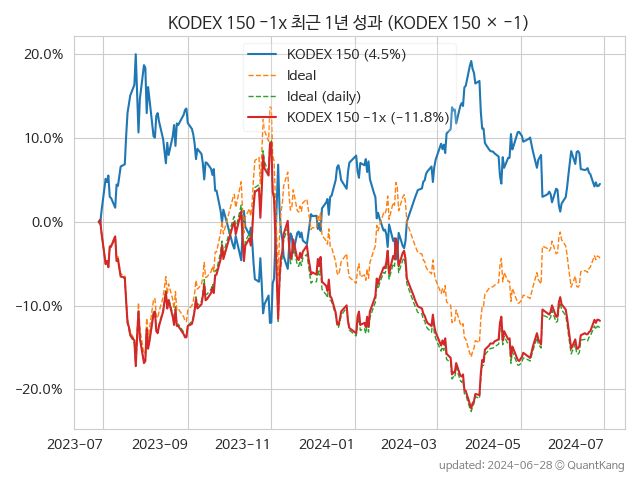 KODEX 150 -1x 최근 1년 성과 (KODEX 150 × -1)
20.0%
10.0%
0.0%
-10.0%
-20.0%
KODEX 150 (4.5%)
Ideal
Ideal (daily)
KODEX 150 -1x (-11.8%)
2023-07 2023-09 2023-11 2024-01 2024-03 2024-05 2024-07
updated: 2024-06-28 © QuantKang